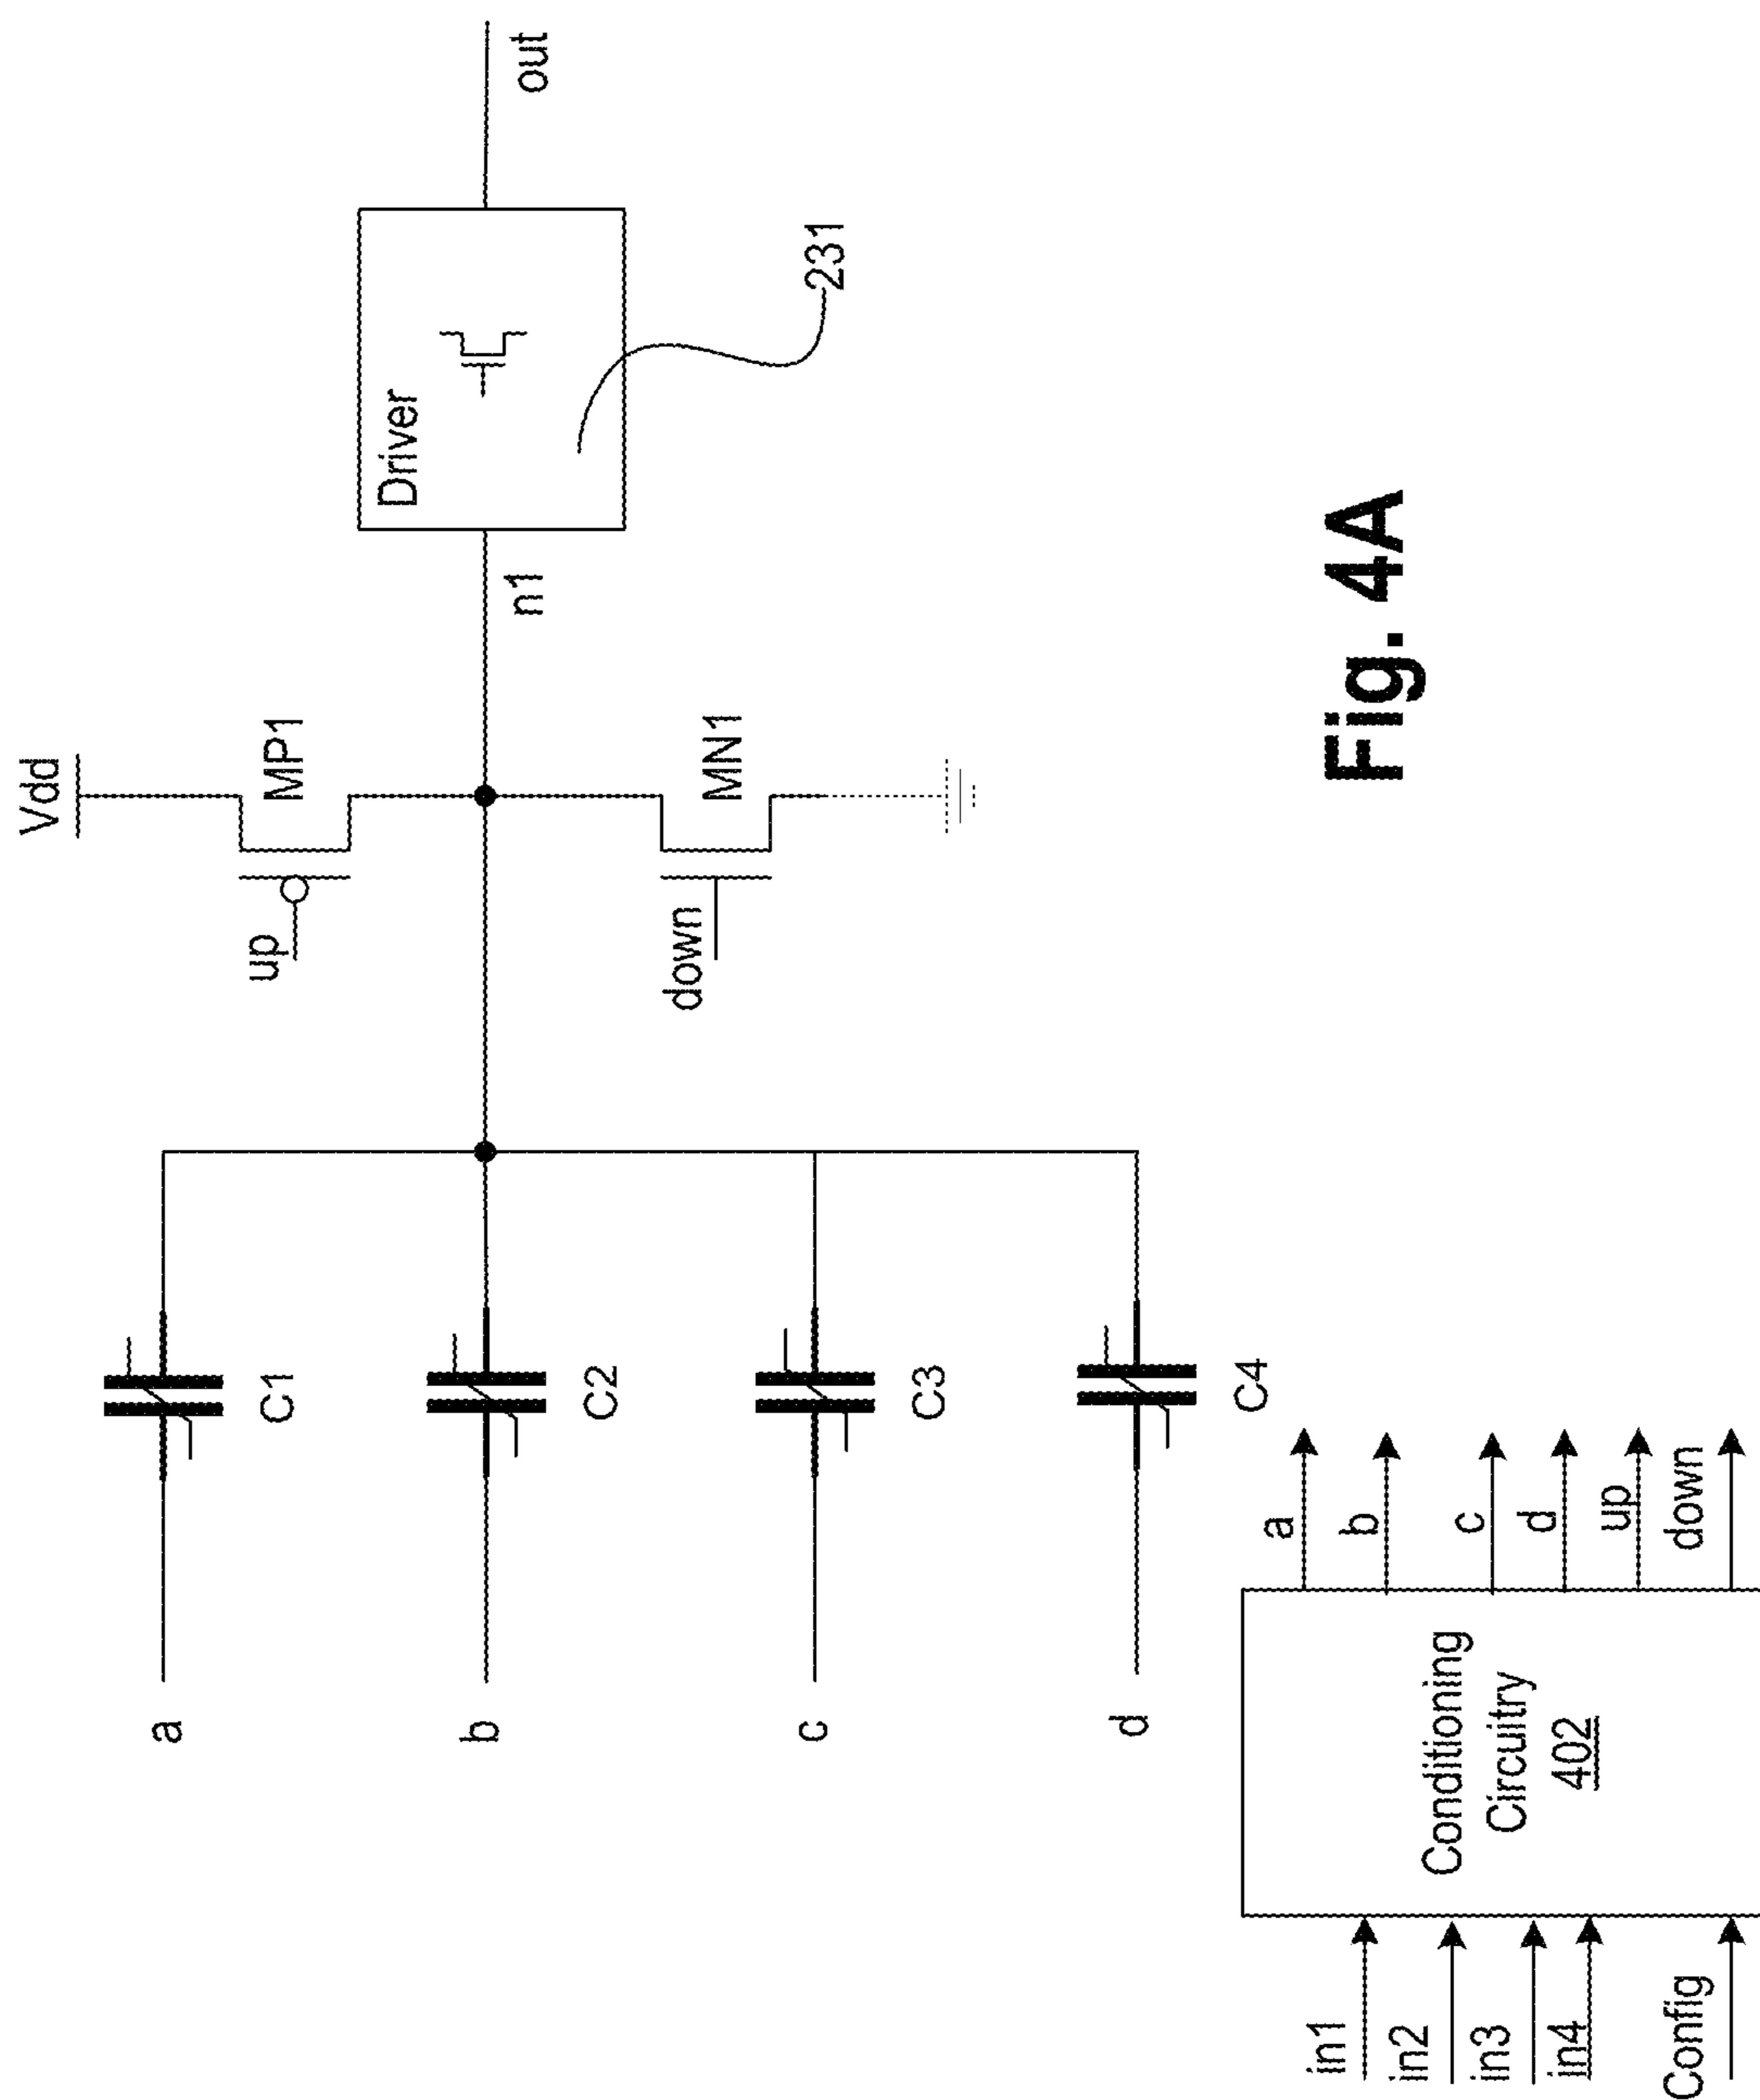 Vdd
up
MP1
a
C1
Driver
b
C2
n1
out
down
MN1
231
c
C3
d
C4
in1
in2
in3
in4
Config
Conditioning
Circuitry
402
a
b
c
d
up
down
Fig. 4A